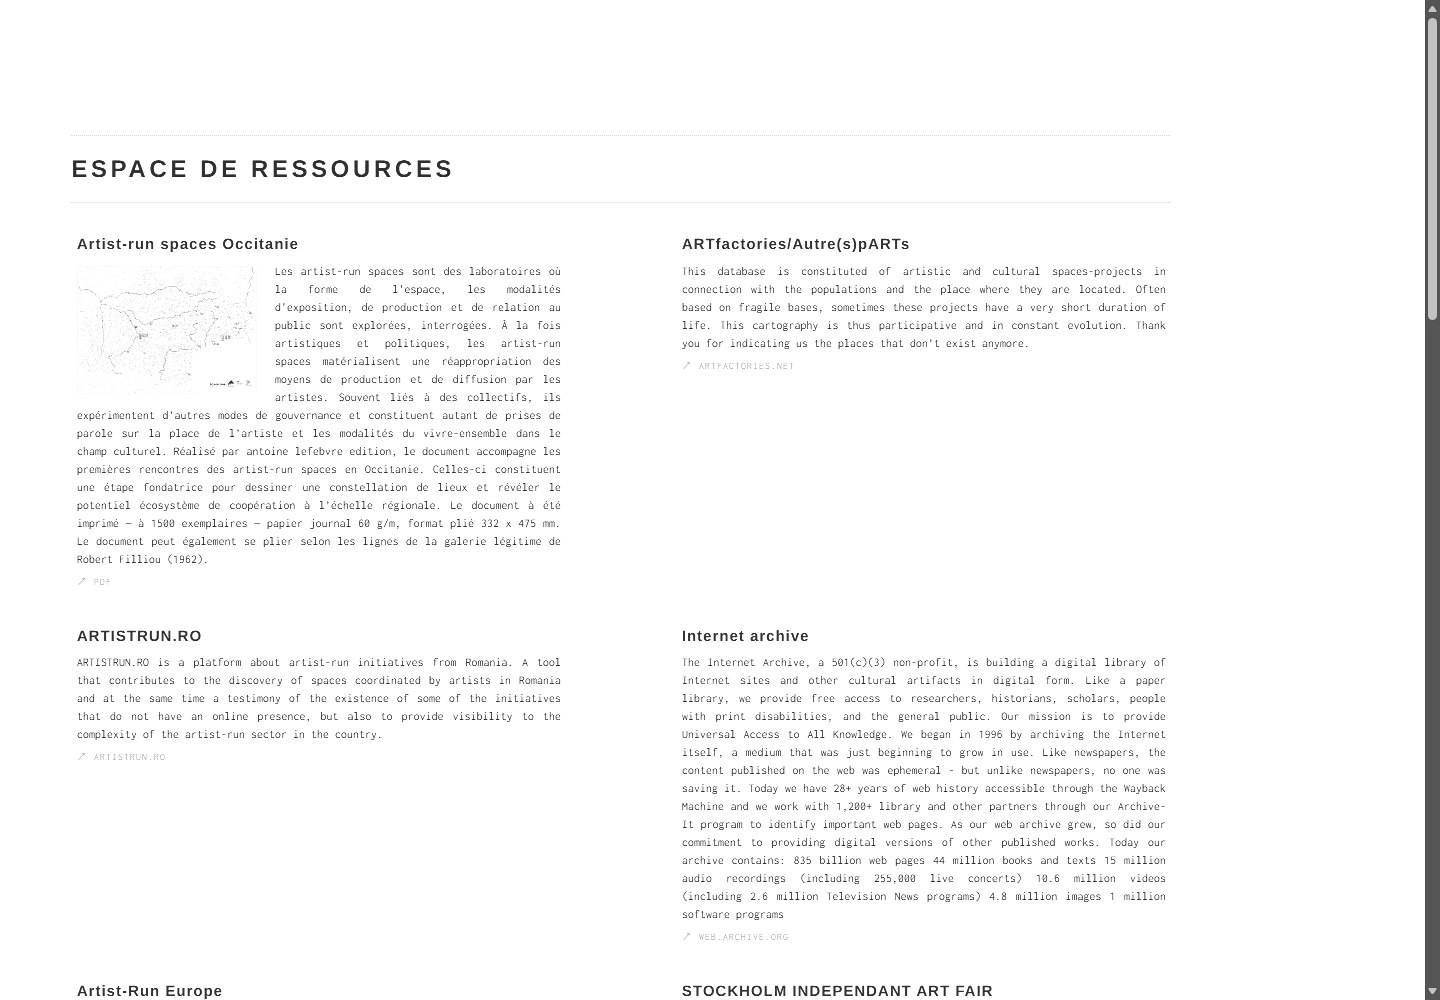 ESPACE DE RESSOURCES
Artist-run spaces Occitanie
Les artist-run spaces sont des laboratoires où
la forme de l'espace, les modalités
d'exposition, de production et de relation au
public sont explorées, interrogées. À la fois
artistiques et politiques, les artist-run
spaces matérialisent une réappropriation des
moyens de production et de diffusion par les
artistes. Souvent liés à des collectifs, ils
expérimentent d'autres modes de gouvernance et constituent autant de prises de
parole sur la place de l'artiste et les modalités du vivre-ensemble dans le
champ culturel. Réalisé par antoine lefebvre edition, le document accompagne les
premières rencontres des artist-run spaces en Occitanie. Celles-ci constituent
une étape fondatrice pour dessiner une constellation de lieux et révéler le
potentiel écosystème de coopération à l'échelle régionale. Le document à été
imprimé – à 1500 exemplaires – papier journal 60 g/m, format plié 332 x 475 mm.
Le document peut également se plier selon les lignes de la galerie légitime de
Robert Filliou (1962).
↗ PDF
ARTfactories/Autre(s)pARTs
This database is constituted of artistic and cultural spaces-projects in
connection with the populations and the place where they are located. Often
based on fragile bases, sometimes these projects have a very short duration of
life. This cartography is thus participative and in constant evolution. Thank
you for indicating us the places that don't exist anymore.
↗ ARTFACTORIES.NET
ARTISTRUN.RO
ARTISTRUN.RO is a platform about artist-run initiatives from Romania. A tool
that contributes to the discovery of spaces coordinated by artists in Romania
and at the same time a testimony of the existence of some of the initiatives
that do not have an online presence, but also to provide visibility to the
complexity of the artist-run sector in the country.
↗ ARTISTRUN.RO
Internet archive
The Internet Archive, a 501(c)(3) non-profit, is building a digital library of
Internet sites and other cultural artifacts in digital form. Like a paper
library, we provide free access to researchers, historians, scholars, people
with print disabilities, and the general public. Our mission is to provide
Universal Access to All Knowledge. We began in 1996 by archiving the Internet
itself, a medium that was just beginning to grow in use. Like newspapers, the
content published on the web was ephemeral - but unlike newspapers, no one was
saving it. Today we have 28+ years of web history accessible through the Wayback
Machine and we work with 1,200+ library and other partners through our Archive-
It program to identify important web pages. As our web archive grew, so did our
commitment to providing digital versions of other published works. Today our
archive contains: 835 billion web pages 44 million books and texts 15 million
audio recordings (including 255,000 live concerts) 10.6 million videos
(including 2.6 million Television News programs) 4.8 million images 1 million
software programs
↗ WEB.ARCHIVE.ORG
Artist-Run Europe
STOCKHOLM INDEPENDANT ART FAIR